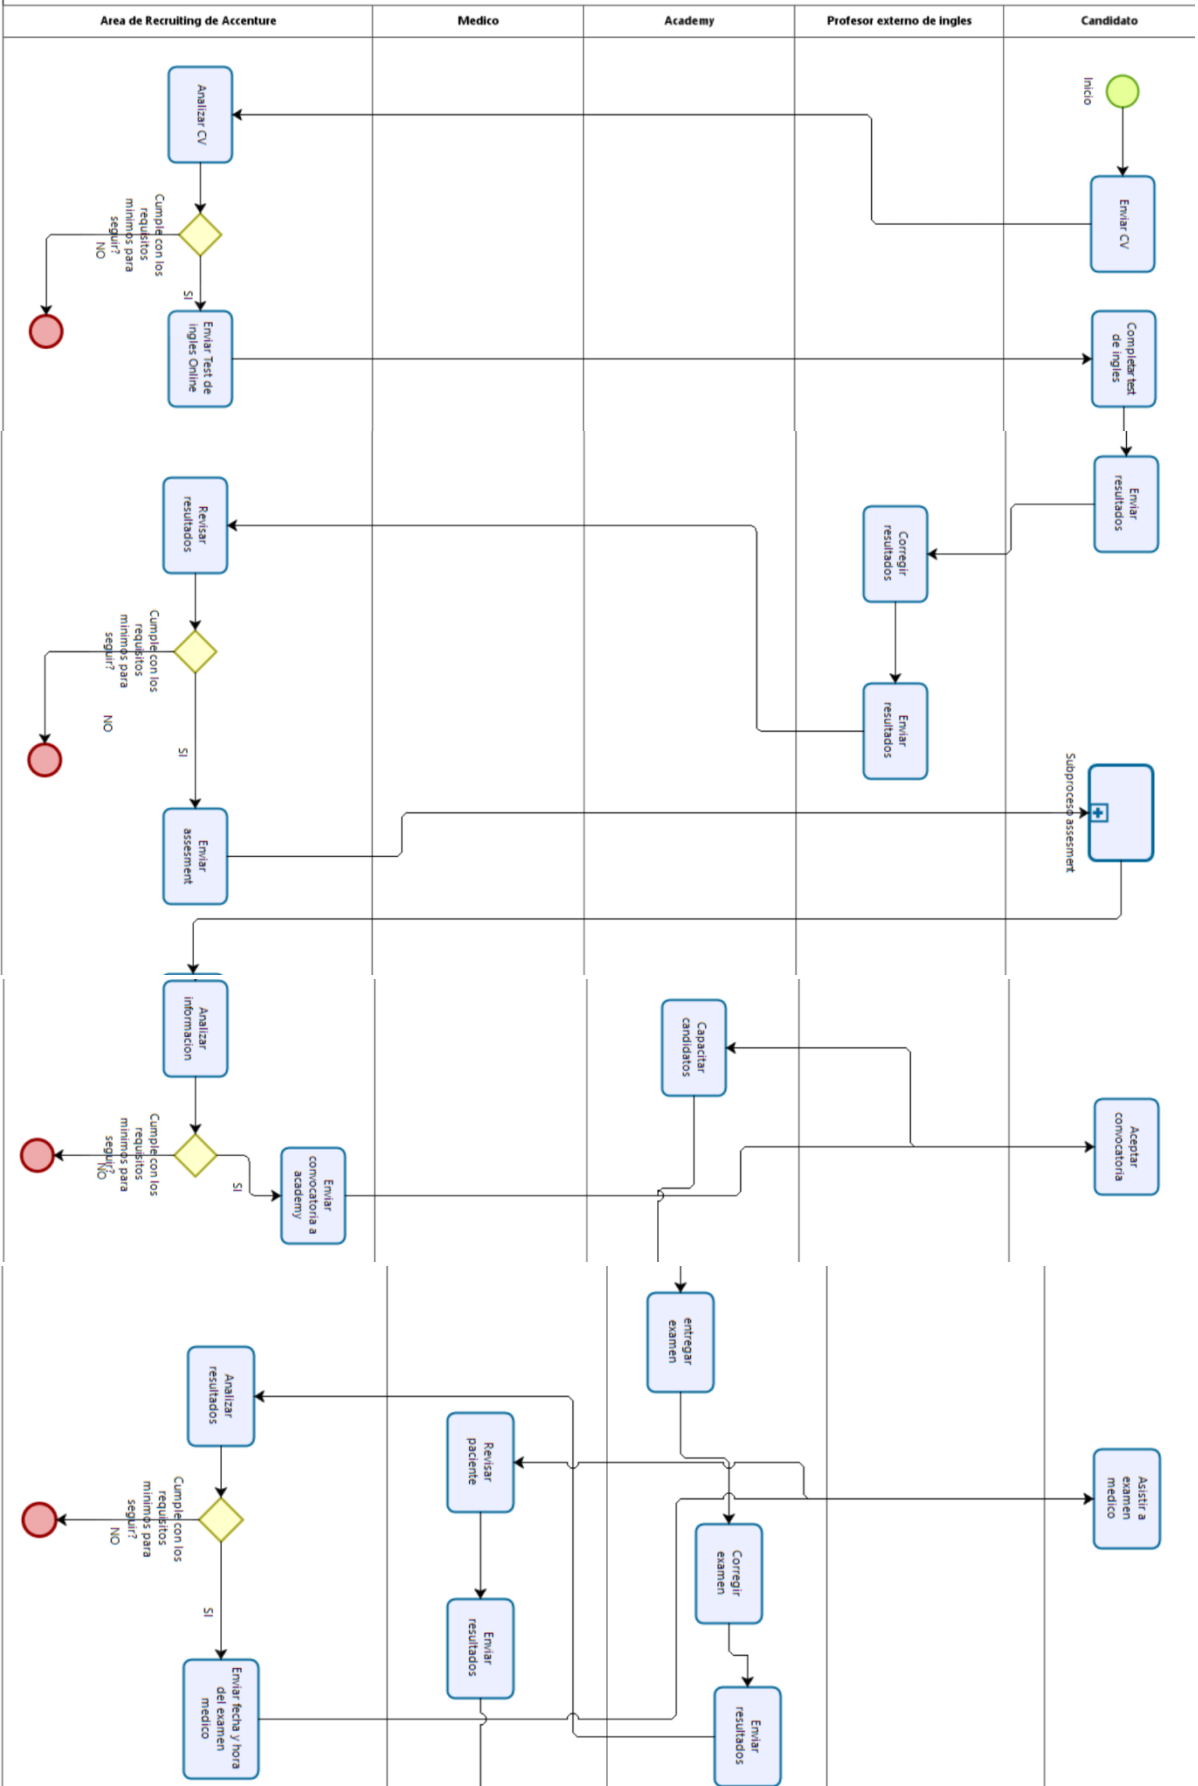 Area de Recruiting de Accenture
Medico
Academy
Profesor externo de ingles
Candidato
Inicio
Enviar CV
Analizar CV
Cumple con los
requisitos
minimos para
seguir?
NO
SI
Enviar Test de
ingles Online
Completar test
de ingles
Enviar
resultados
Corregir
resultados
Enviar
resultados
Revisar
resultados
Cumple con los
requisitos
minimos para
seguir?
NO
SI
Enviar
assesment
Subproceso assesment
Analizar
informacion
Cumple con los
requisitos
minimos para
seguir?
NO
SI
Enviar
convocatoria a
academy
Aceptar
convocatoria
Capacitar
candidatos
entregar
examen
Corregir
examen
Enviar
resultados
Analizar
resultados
Cumple con los
requisitos
minimos para
seguir?
NO
SI
Enviar fecha y hora
del examen
medico
Asistir a
examen
medico
Revisar
paciente
Enviar
resultados